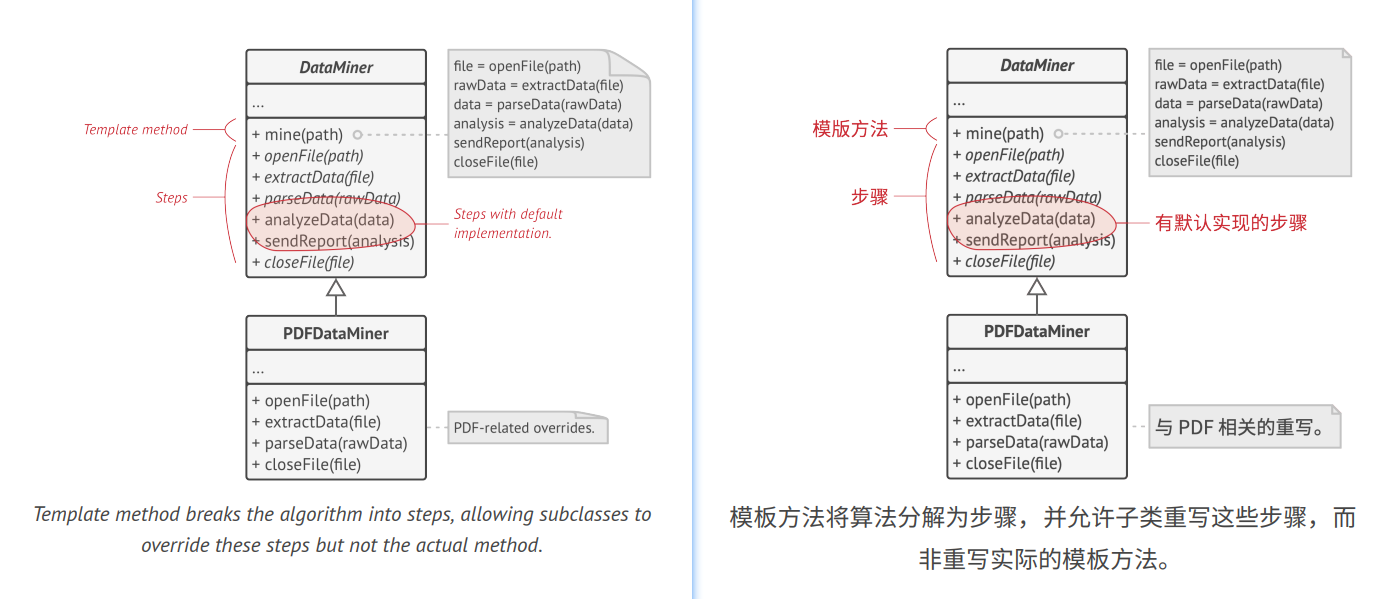 DataMiner
...
Template method
+ mine(path)
Steps
+ openFile(path)
+ extractData(file)
+ parseData(rawData)
+ analyzeData(data)
+ sendReport(analysis)
+ closeFile(file)
file = openFile(path)
rawData = extractData(file)
data = parseData(rawData)
analysis = analyzeData(data)
sendReport(analysis)
closeFile(file)
Steps with default
implementation.
PDFDataMiner
...
+ openFile(path)
+ extractData(file)
+ parseData(rawData)
+ closeFile(file)
PDF-related overrides.
Template method breaks the algorithm into steps, allowing subclasses to
override these steps but not the actual method.
DataMiner
...
模版方法
+ mine(path)
步骤
+ openFile(path)
+ extractData(file)
+ parseData(rawData)
+ analyzeData(data)
+ sendReport(analysis)
+ closeFile(file)
file = openFile(path)
rawData = extractData(file)
data = parseData(rawData)
analysis = analyzeData(data)
sendReport(analysis)
closeFile(file)
有默认实现的步骤
PDFDataMiner
...
+ openFile(path)
+ extractData(file)
+ parseData(rawData)
+ closeFile(file)
与 PDF 相关的重写。
模板方法将算法分解为步骤，并允许子类重写这些步骤，而
非重写实际的模板方法。